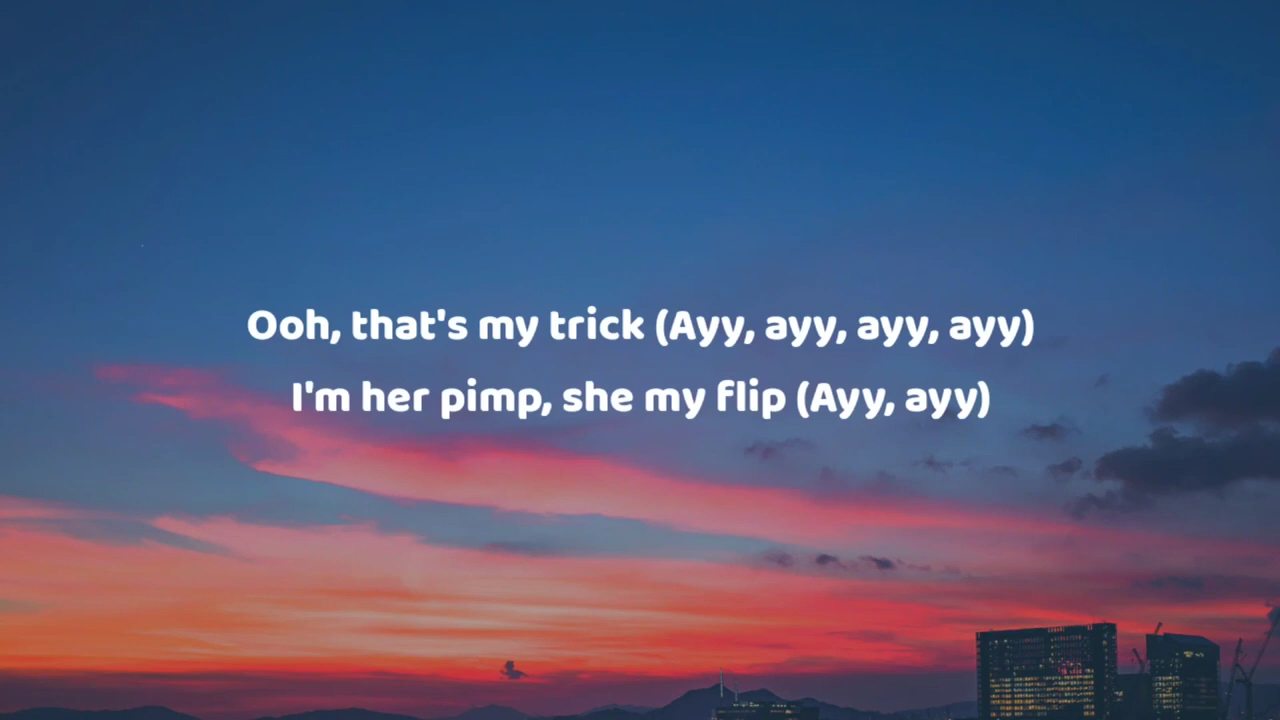 Ooh, that's my trick (Ayy, ayy, ayy, ayy)
I'm her pimp, she my flip (Ayy, ayy)